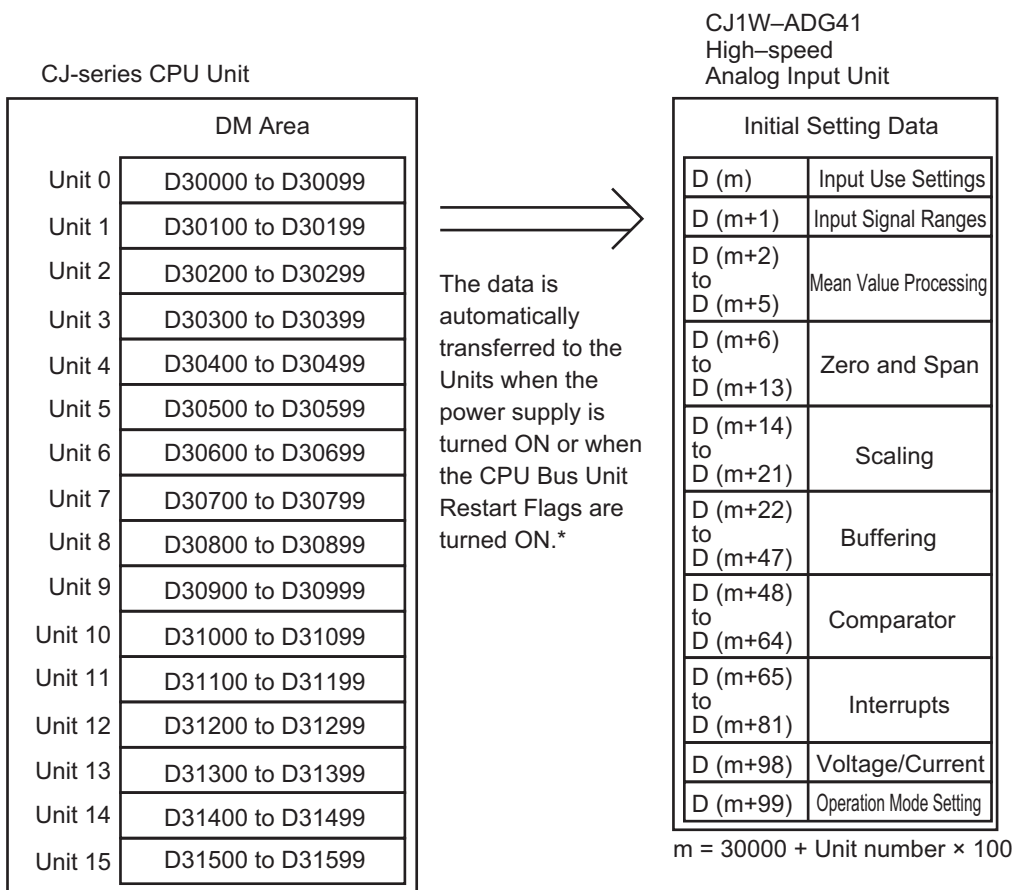 CJ-series CPU Unit
DM Area
Unit 0 D30000 to D30099
Unit 1 D30100 to D30199
Unit 2 D30200 to D30299
Unit 3 D30300 to D30399
Unit 4 D30400 to D30499
Unit 5 D30500 to D30599
Unit 6 D30600 to D30699
Unit 7 D30700 to D30799
Unit 8 D30800 to D30899
Unit 9 D30900 to D30999
Unit 10 D31000 to D31099
Unit 11 D31100 to D31199
Unit 12 D31200 to D31299
Unit 13 D31300 to D31399
Unit 14 D31400 to D31499
Unit 15 D31500 to D31599
The data is
automatically
transferred to the
Units when the
power supply is
turned ON or when
the CPU Bus Unit
Restart Flags are
turned ON.*
CJ1W–ADG41
High–speed
Analog Input Unit
Initial Setting Data
D (m) Input Use Settings
D (m+1) Input Signal Ranges
D (m+2)
to
D (m+5)
Mean Value Processing
D (m+6)
to
D (m+13)
Zero and Span
D (m+14)
to
D (m+21)
Scaling
D (m+22)
to
D (m+47)
Buffering
D (m+48)
to
D (m+64)
Comparator
D (m+65)
to
D (m+81)
Interrupts
D (m+98) Voltage/Current
D (m+99) Operation Mode Setting
m = 30000 + Unit number × 100